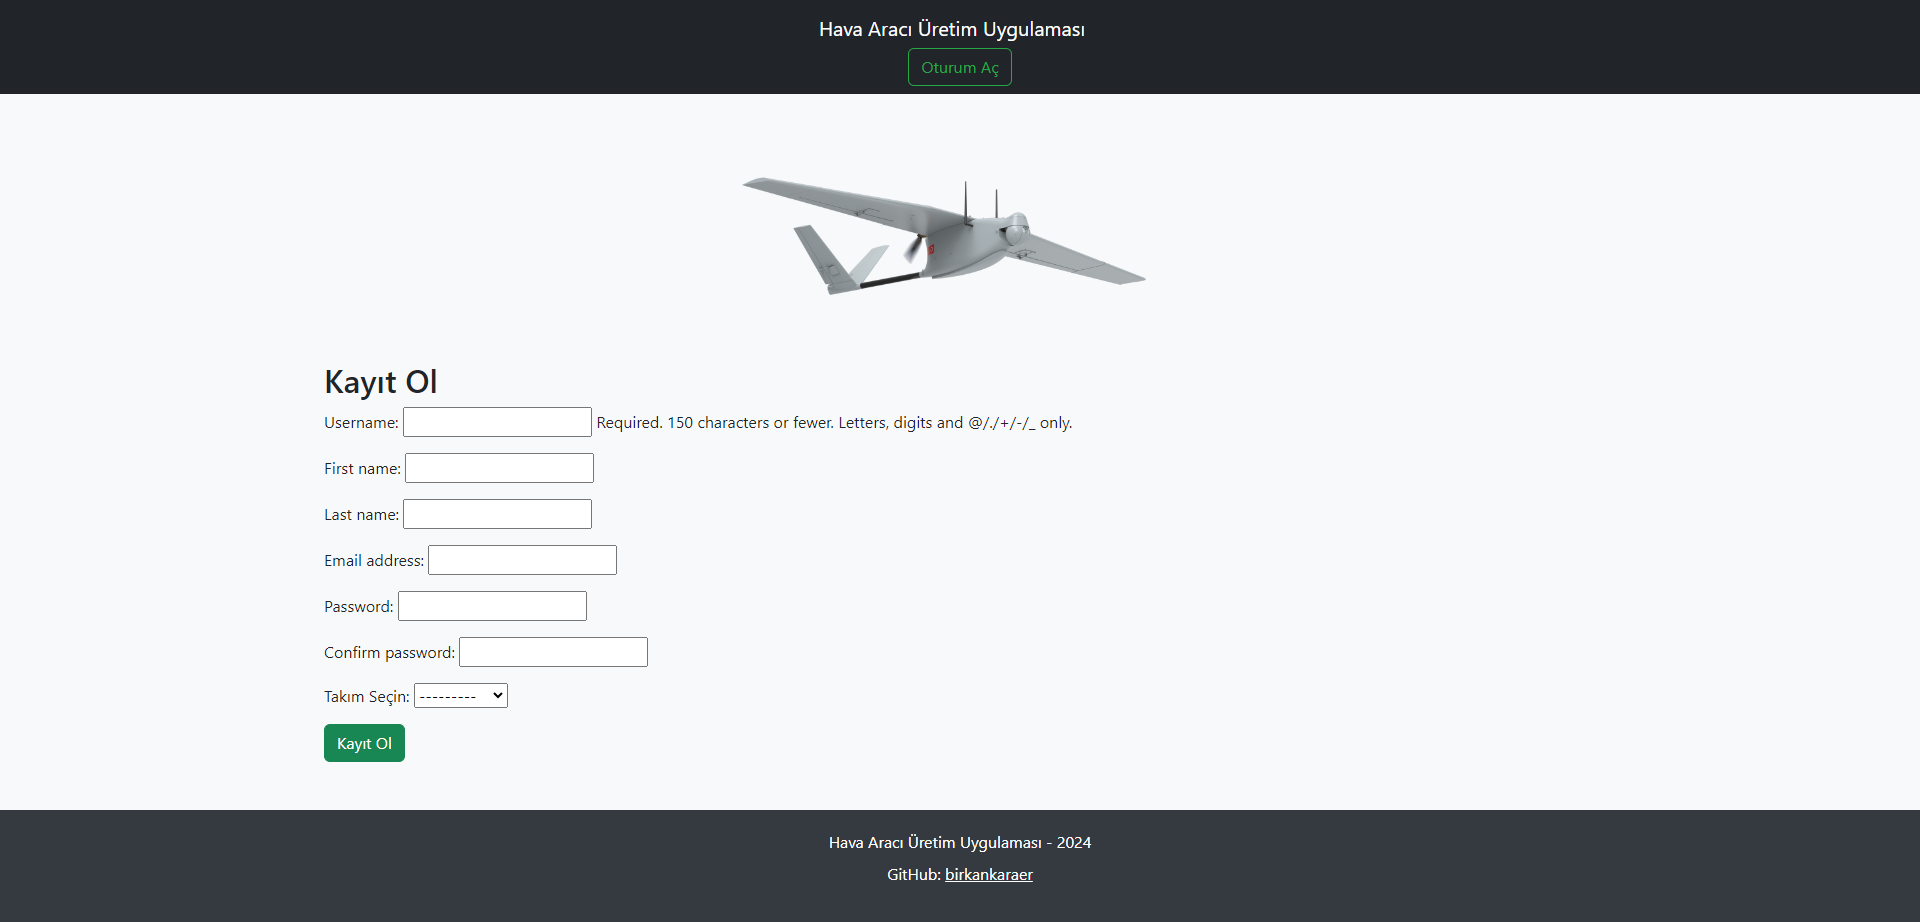 Hava Aracı Üretim Uygulaması
Oturum Aç
Kayıt Ol
Username: Required. 150 characters or fewer. Letters, digits and @/./+/-/_ only.
First name:
Last name:
Email address:
Password:
Confirm password:
Takım Seçin: ---------
Kayıt Ol
Hava Aracı Üretim Uygulaması - 2024
GitHub: birkankaraer